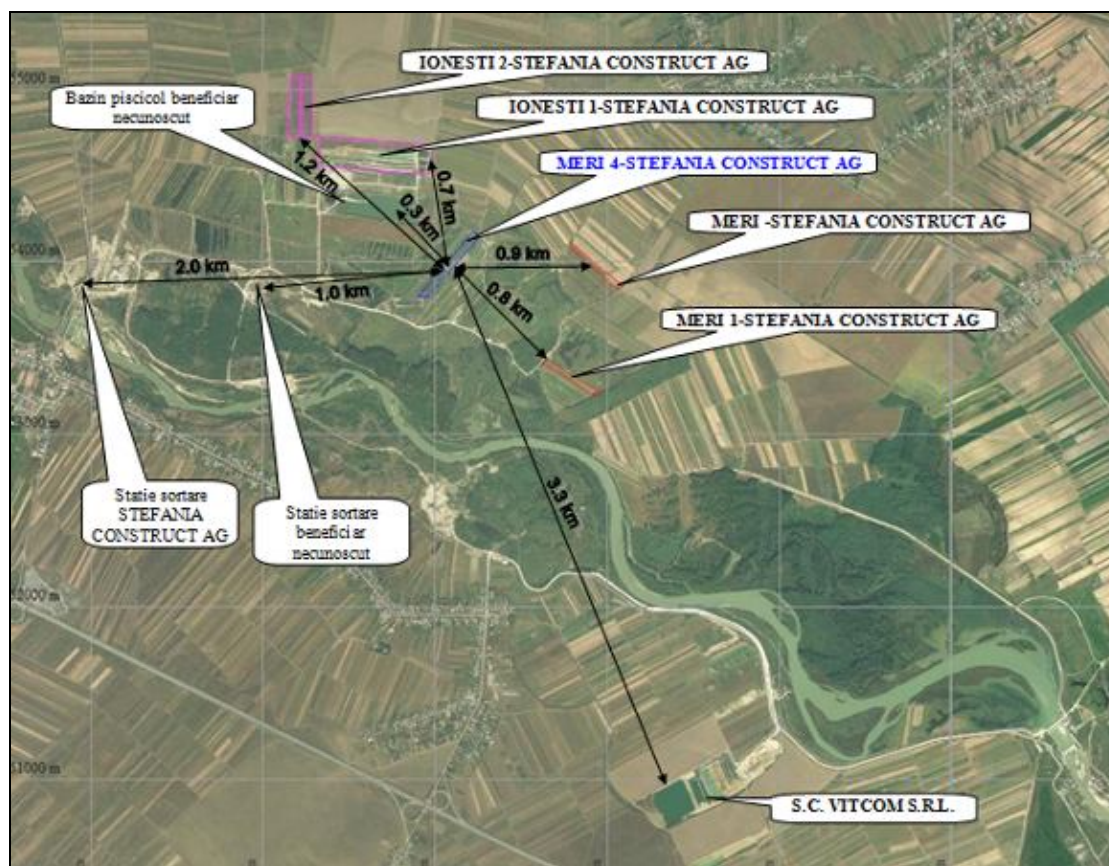 IONESTI 2-STEFANIA CONSTRUCT AG
5000 m
Bazin piscicol beneficiar
necunoscut
IONESTI 1-STEFANIA CONSTRUCT AG
MERI 4-STEFANIA CONSTRUCT AG
1.2 km
0.7 km
0.3 km
MERI -STEFANIA CONSTRUCT AG
4000 m
2.0 km
0.9 km
1.0 km
0.8 km
MERI 1-STEFANIA CONSTRUCT AG
3000 m
3.3 km
Statie sortare
STEFANIA
CONSTRUCT AG
Statie sortare
beneficiar
necunoscut
2000 m
1000 m
S.C. VITCOM S.R.L.